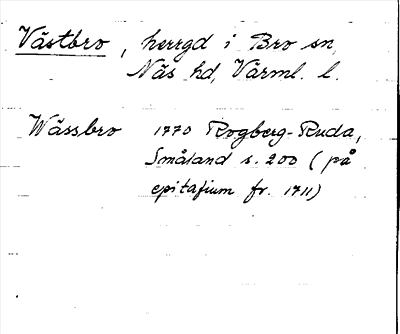 Västbro, herrgd i Bro sn,
Näs hd, Värml. l.
Wässbro 1770 Rogberg-Ruda,
Småland s. 200 (på
epitafium fr. 1711)